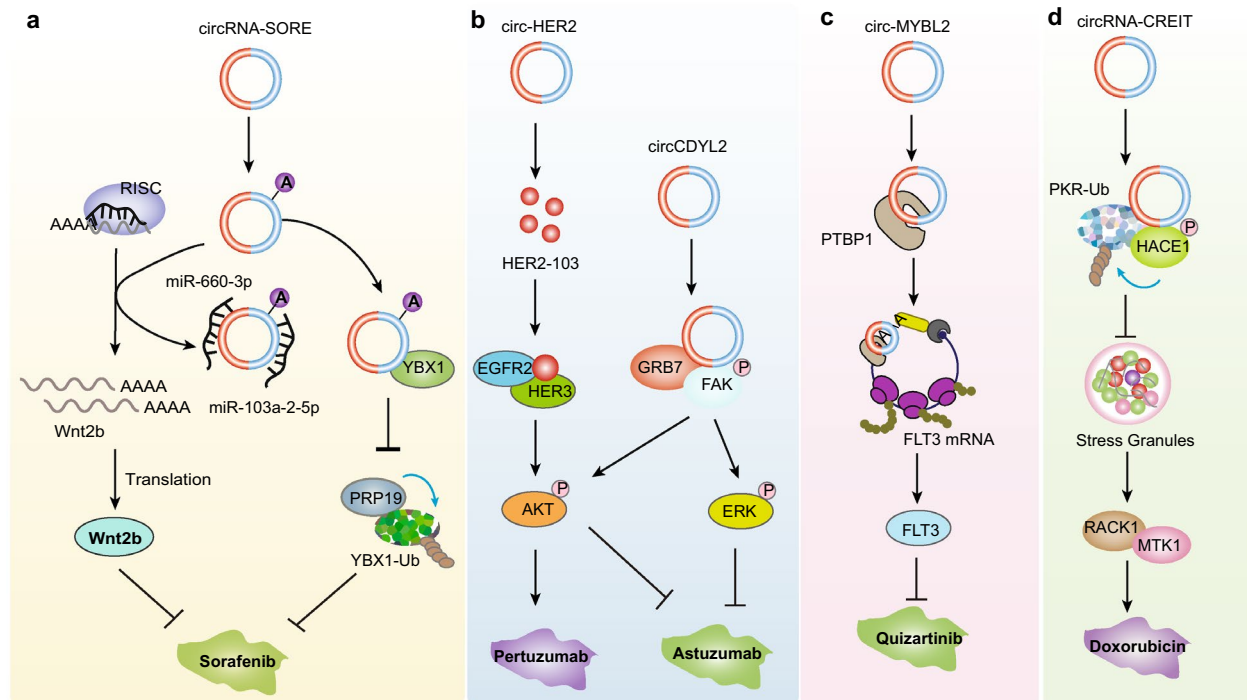 a
circRNA-SORE
A
RISC
AAAA
miR-660-3p
A
A
YBX1
AAAA
AAAA
miR-103a-2-5p
Wnt2b
Translation
PRP19
Wnt2b
YBX1-Ub
Sorafenib
b
circ-HER2
circCDYL2
HER2-103
EGFR2
HER3
GRB7
P
FAK
P
AKT
P
ERK
Pertuzumab
Astuzumab
c
circ-MYBL2
PTBP1
A A A
FLT3 mRNA
FLT3
Quizartinib
d
circRNA-CREIT
PKR-Ub
P
HACE1
Stress Granules
RACK1
MTK1
Doxorubicin